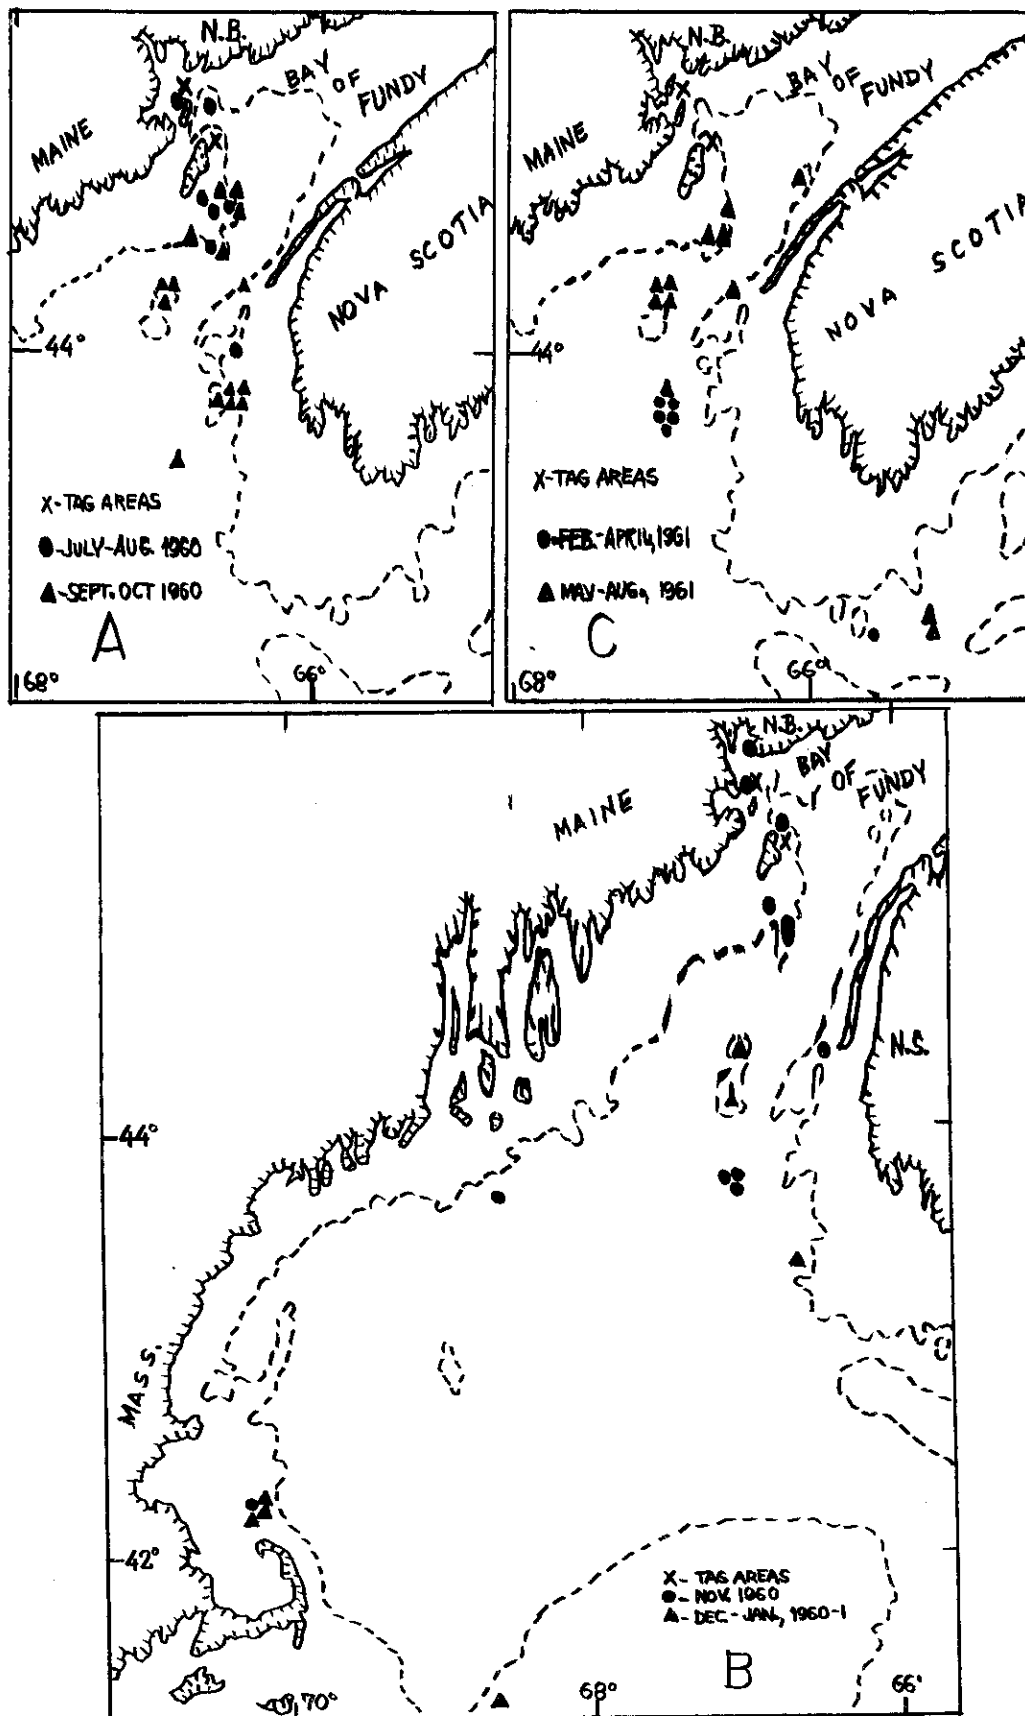 N.B.
BAY
OF
FUNDY
MAINE
NOVA
SCOTIA
44°
X-TAG AREAS
●-JULY-AUG. 1960
▲-SEPT. OCT 1960
A
68°
66°
N.B.
BAY
OF
FUNDY
MAINE
NOVA
SCOTIA
44°
X-TAG AREAS
●-FEB.-APRIL, 1961
▲ MAY-AUG, 1961
C
68°
66°
N.B.
BAY
OF
FUNDY
MAINE
N.S.
44°
MASS.
42°
X- TAG AREAS
●- NOV. 1960
▲- DEC.-JAN., 1960-1
B
70°
68°
66°